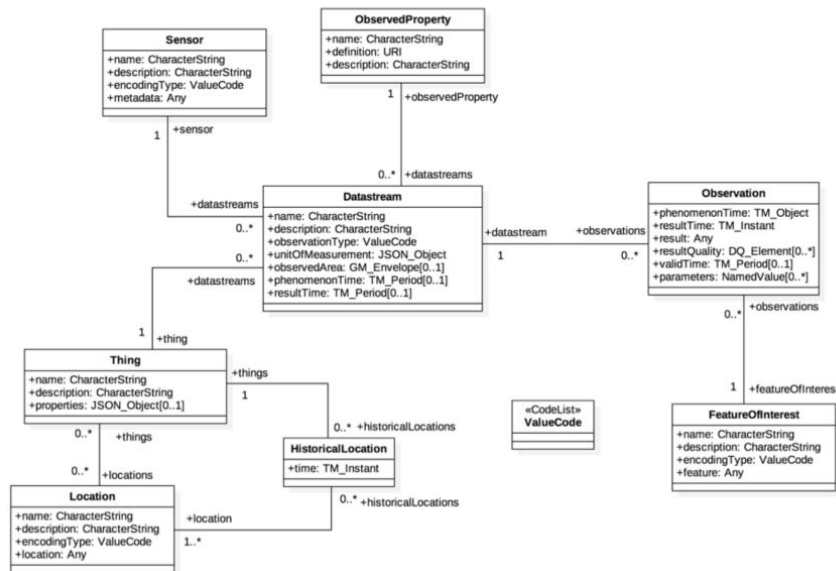 ObservedProperty
+name: CharacterString
+definition: URI
+description: CharacterString
Sensor
+name: CharacterString
+description: CharacterString
+encodingType: ValueCode
+metadata: Any
1
+observedProperty
1
+sensor
0..*
+datastreams
+datastreams
0..*
Datastream
+name: CharacterString
+description: CharacterString
+observationType: ValueCode
+unitOfMeasurement: JSON_Object
+observedArea: GM_Envelope[0..1]
+phenomenonTime: TM_Period[0..1]
+resultTime: TM_Period[0..1]
+datastream
1
+observations
0..*
Observation
+phenomenonTime: TM_Object
+resultTime: TM_Instant
+result: Any
+resultQuality: DQ_Element[0..*]
+validTime: TM_Period[0..1]
+parameters: NamedValue[0..*]
0..*
+datastreams
0..*
+observations
1
+thing
Thing
+name: CharacterString
+description: CharacterString
+properties: JSON_Object[0..1]
+things
1
1
+featureOfInteres
0..*
+historicalLocations
«CodeList»
ValueCode
FeatureOfInterest
+name: CharacterString
+description: CharacterString
+encodingType: ValueCode
+feature: Any
0..*
+things
HistoricalLocation
+time: TM_Instant
0..*
+locations
0..*
+historicalLocations
Location
+name: CharacterString
+description: CharacterString
+encodingType: ValueCode
+location: Any
+location
1..*